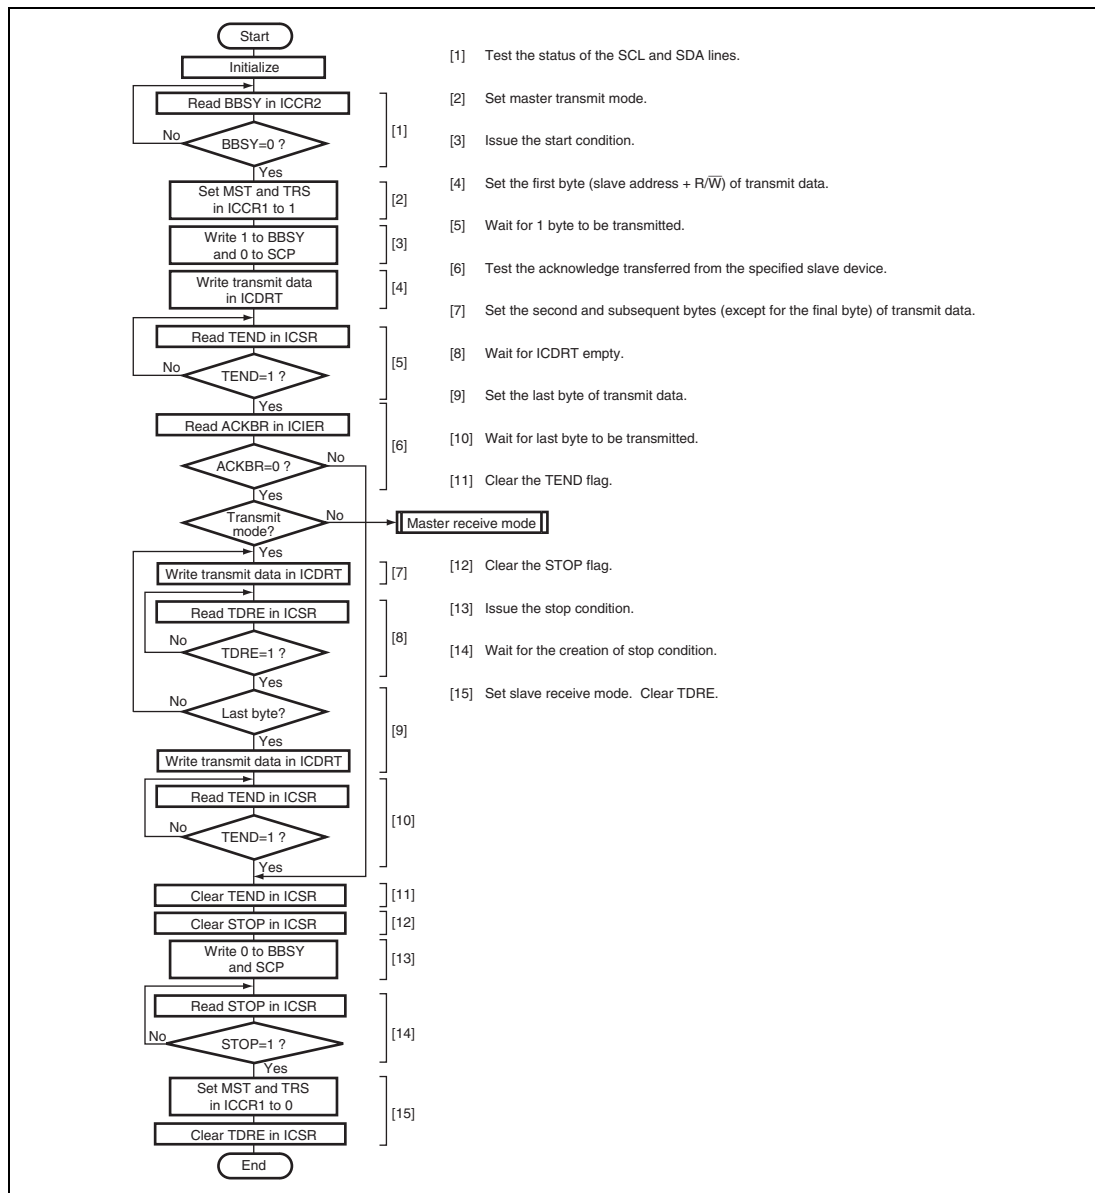 Start
Initialize
Read BBSY in ICCR2
BBSY=0 ?
No
Yes
[1]
Set MST and TRS
in ICCR1 to 1
[2]
Write 1 to BBSY
and 0 to SCP
[3]
Write transmit data
in ICDRT
[4]
Read TEND in ICSR
No
TEND=1 ?
Yes
[5]
Read ACKBR in ICIER
ACKBR=0 ?
No
Yes
[6]
Transmit
mode?
No
Master receive mode
Yes
Write transmit data in ICDRT
[7]
Read TDRE in ICSR
No
TDRE=1 ?
Yes
[8]
No
Last byte?
Yes
[9]
Write transmit data in ICDRT
Read TEND in ICSR
No
TEND=1 ?
Yes
[10]
Clear TEND in ICSR
[11]
Clear STOP in ICSR
[12]
Write 0 to BBSY
and SCP
[13]
Read STOP in ICSR
No
STOP=1 ?
Yes
[14]
Set MST and TRS
in ICCR1 to 0
[15]
Clear TDRE in ICSR
End
[1] Test the status of the SCL and SDA lines.
[2] Set master transmit mode.
[3] Issue the start condition.
[4] Set the first byte (slave address + R/W̅) of transmit data.
[5] Wait for 1 byte to be transmitted.
[6] Test the acknowledge transferred from the specified slave device.
[7] Set the second and subsequent bytes (except for the final byte) of transmit data.
[8] Wait for ICDRT empty.
[9] Set the last byte of transmit data.
[10] Wait for last byte to be transmitted.
[11] Clear the TEND flag.
[12] Clear the STOP flag.
[13] Issue the stop condition.
[14] Wait for the creation of stop condition.
[15] Set slave receive mode. Clear TDRE.